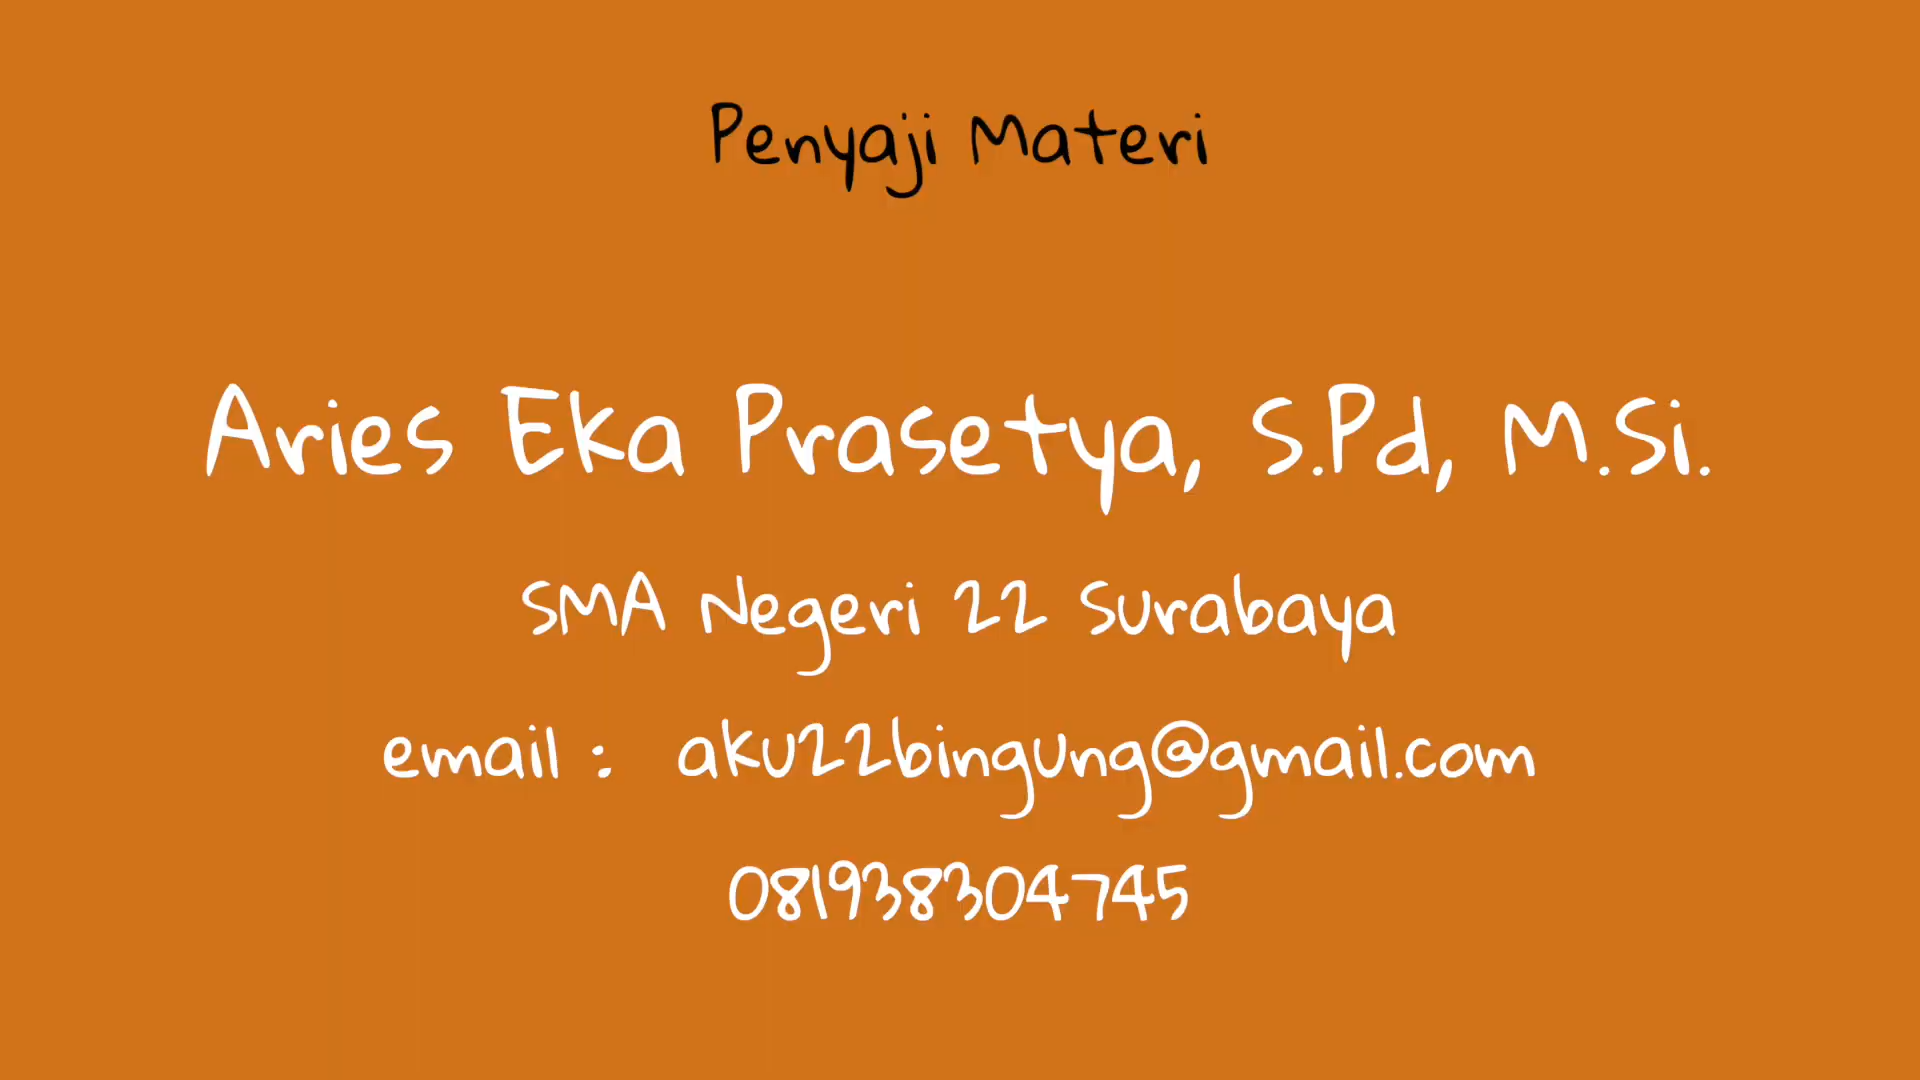 Penyaji Materi
Aries Eka Prasetya, S.Pd, M.Si.
SMA Negeri 22 Surabaya
email : aku22bingung@gmail.com
081938304745